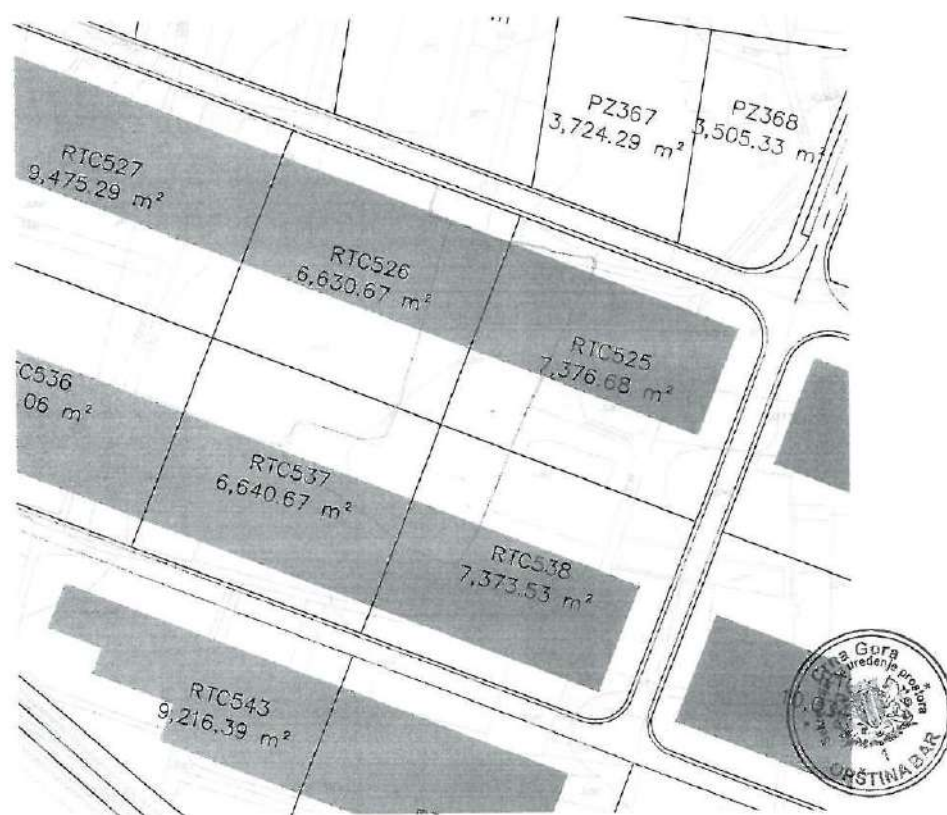 PZ367
3,724.29 m²
PZ368
3,505.33 m²
RTC527
9,475.29 m²
RTC526
6,630.67 m²
RTC525
7,376.68 m²
C536
.06 m²
RTC537
6,640.67 m²
RTC538
7,373.53 m²
RTC543
9,216.39 m²
Gora
uređenje prostora
OPŠTINA BAR
1